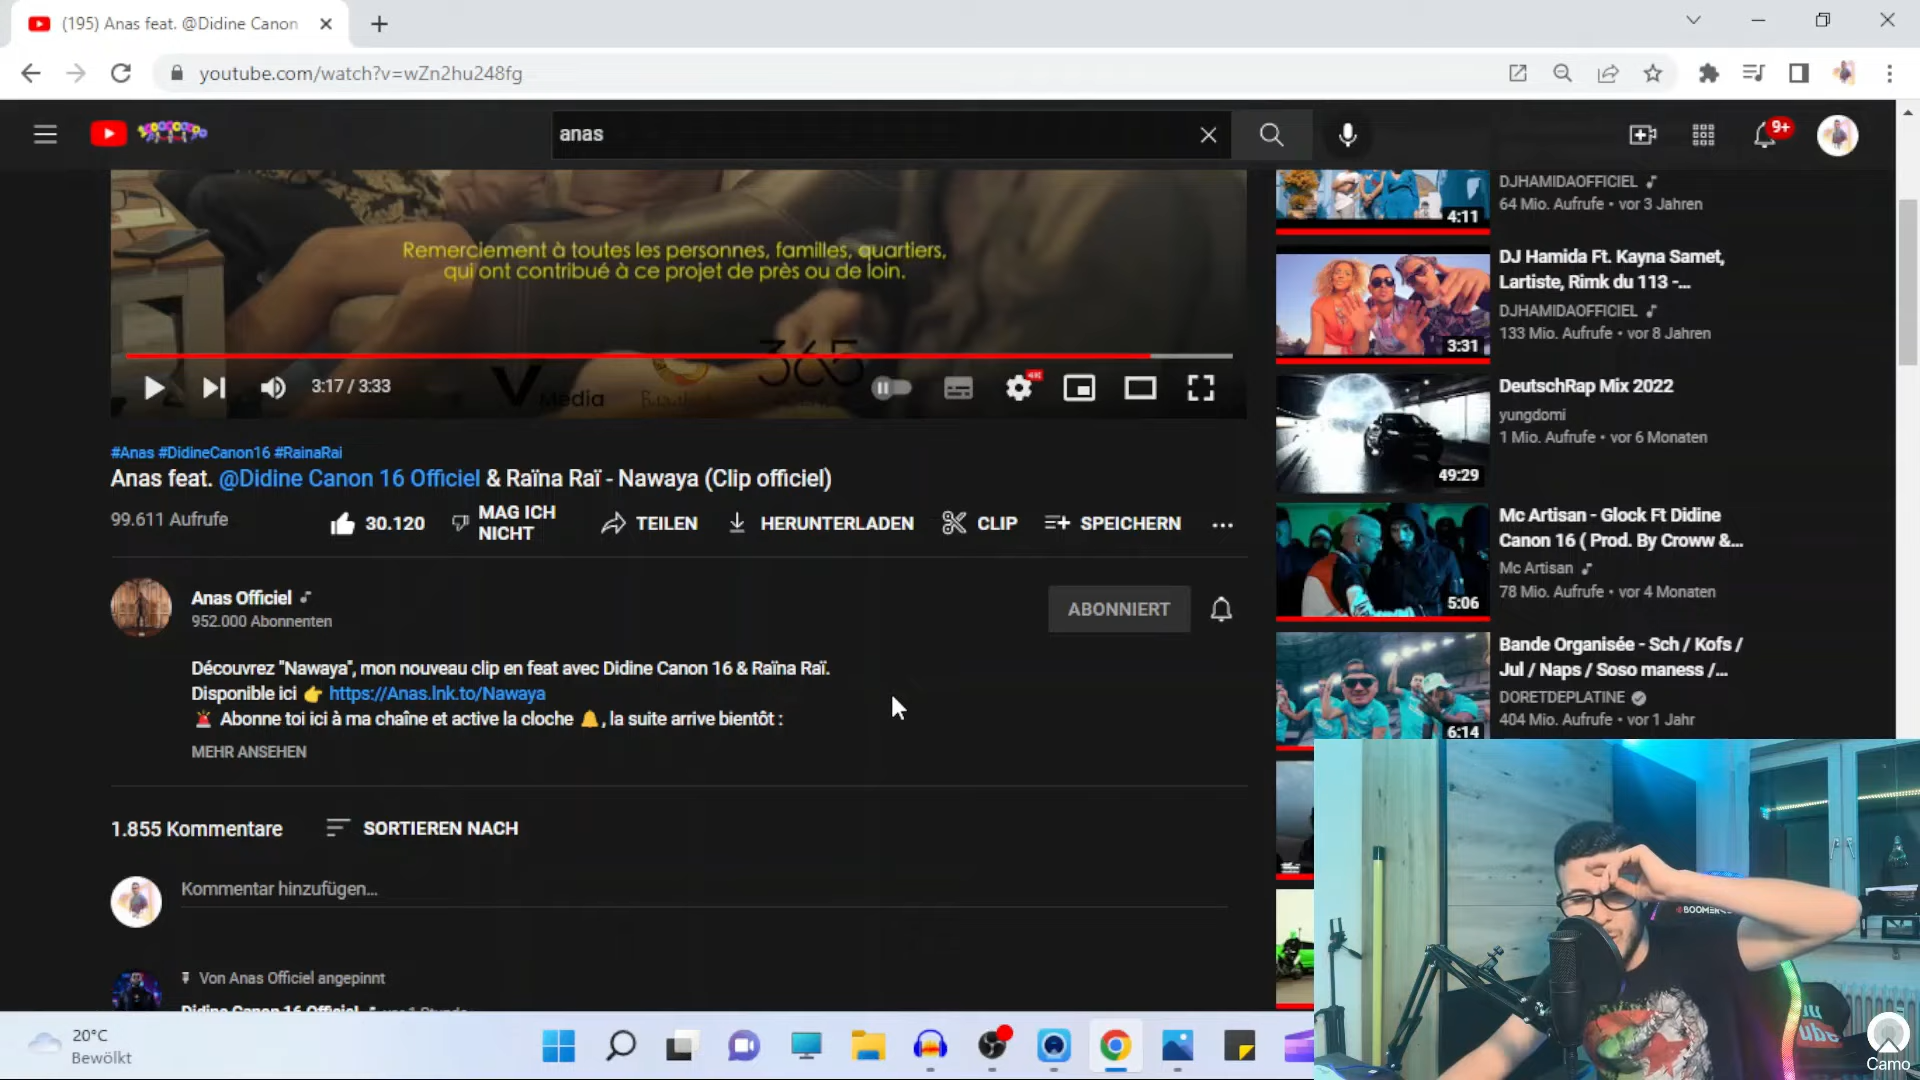 (195) Anas feat. @Didine Canon
youtube.com/watch?v=wZn2hu248fg
anas
9+
Remerciement à toutes les personnes, familles, quartiers,
qui ont contribué à ce projet de près ou de loin.
365
V Media
3:17 / 3:33
#Anas #DidineCanon16 #RainaRai
Anas feat. @Didine Canon 16 Officiel & Raïna Raï - Nawaya (Clip officiel)
99.611 Aufrufe
30.120
MAG ICH
NICHT
TEILEN
HERUNTERLADEN
CLIP
SPEICHERN
Anas Officiel
952.000 Abonnenten
ABONNIERT
Découvrez "Nawaya", mon nouveau clip en feat avec Didine Canon 16 & Raïna Raï.
Disponible ici 👉 https://Anas.lnk.to/Nawaya
🚨 Abonne toi ici à ma chaîne et active la cloche 🔔, la suite arrive bientôt :
MEHR ANSEHEN
1.855 Kommentare
SORTIEREN NACH
Kommentar hinzufügen...
Von Anas Officiel angepinnt
Didine Canon 16 Officiel
4:11
DJHAMIDAOFFICIEL
64 Mio. Aufrufe • vor 3 Jahren
3:31
DJ Hamida Ft. Kayna Samet,
Lartiste, Rimk du 113 -...
DJHAMIDAOFFICIEL
133 Mio. Aufrufe • vor 8 Jahren
49:29
DeutschRap Mix 2022
yungdomi
1 Mio. Aufrufe • vor 6 Monaten
5:06
Mc Artisan - Glock Ft Didine
Canon 16 ( Prod. By Croww &...
Mc Artisan
78 Mio. Aufrufe • vor 4 Monaten
6:14
Bande Organisée - Sch / Kofs /
Jul / Naps / Soso maness /...
DORETDEPLATINE
404 Mio. Aufrufe • vor 1 Jahr
Camo
20°C
Bewölkt